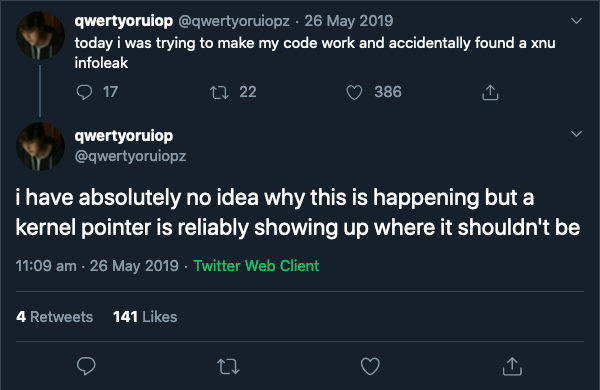 qwertyoruiop @qwertyoruiopz · 26 May 2019
today i was trying to make my code work and accidentally found a xnu
infoleak
17 22 386
qwertyoruiop
@qwertyoruiopz
i have absolutely no idea why this is happening but a
kernel pointer is reliably showing up where it shouldn't be
11:09 am · 26 May 2019 · Twitter Web Client
4 Retweets 141 Likes